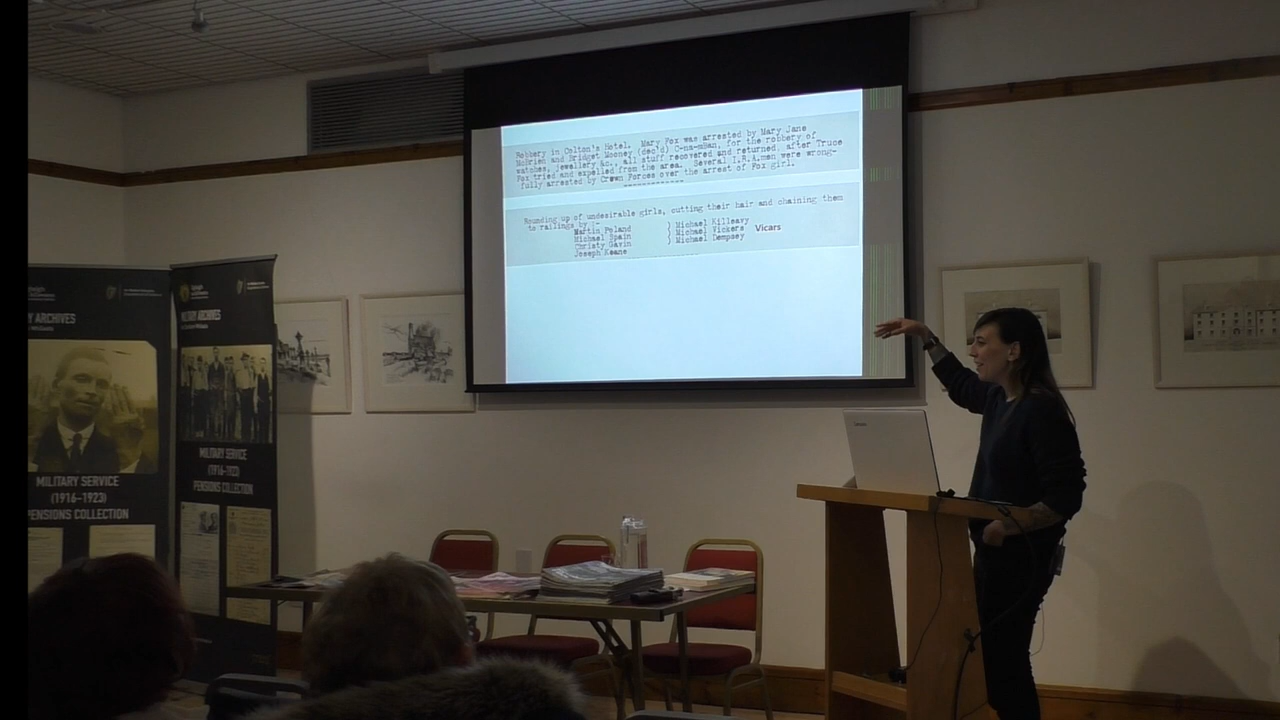 Robbery in Colton's Hotel. Mary Fox was arrested by Mary Jane
McBrien and Bridget Mooney (dec'd) C-na-mBan, for the robbery of
watches, jewellery &c., all stuff recovered and returned, after Truce
Fox tried and expelled from the area. Several I.R.A.men were wrong-
fully arrested by Crown Forces over the arrest of Fox girl.
Rounding up of undesirable girls, cutting their hair and chaining them
to railings by :-
Martin Poland } Michael Killeavy
Michael Spain } Michael Vickers Vicars
Christy Gavin } Michael Dempsey
Joseph Keane
Y ARCHIVES
MILITARY SERVICE
(1916-1923)
PENSIONS COLLECTION
MILITARY ARCHIVES
MILITARY SERVICE
(1916-1923)
PENSIONS COLLECTION